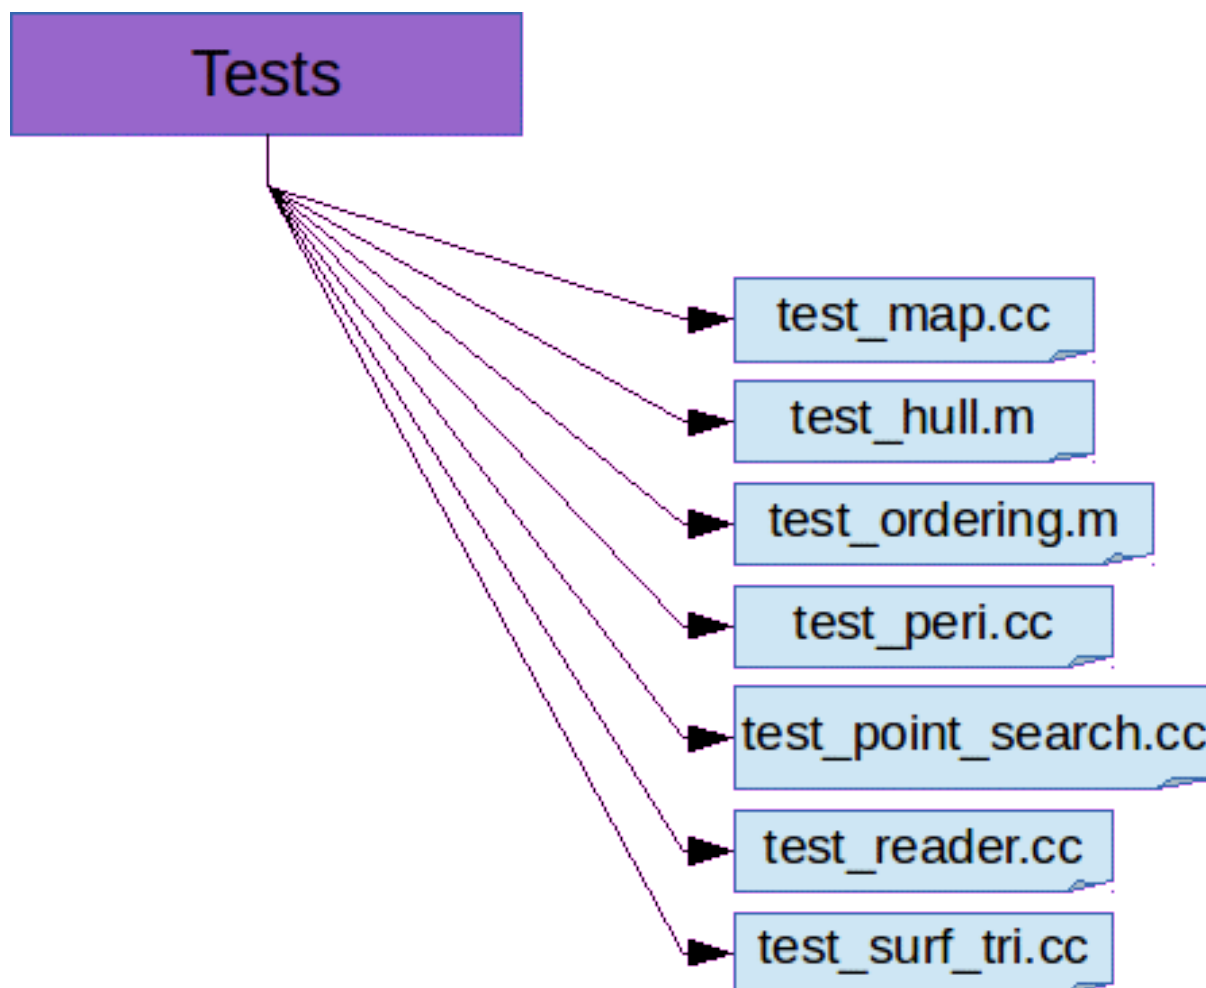 Tests
test_map.cc
test_hull.m
test_ordering.m
test_peri.cc
test_point_search.cc
test_reader.cc
test_surf_tri.cc